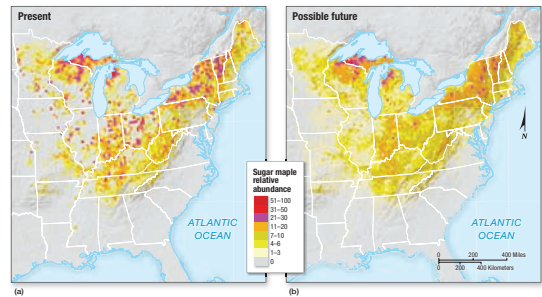 Present
Possible future
Sugar maple
relative
abundance
51–100
31–50
21–30
11–20
7–10
4–6
1–3
0
ATLANTIC
OCEAN
N
ATLANTIC
OCEAN
0 200 400 Miles
0 200 400 Kilometers
(a)
(b)